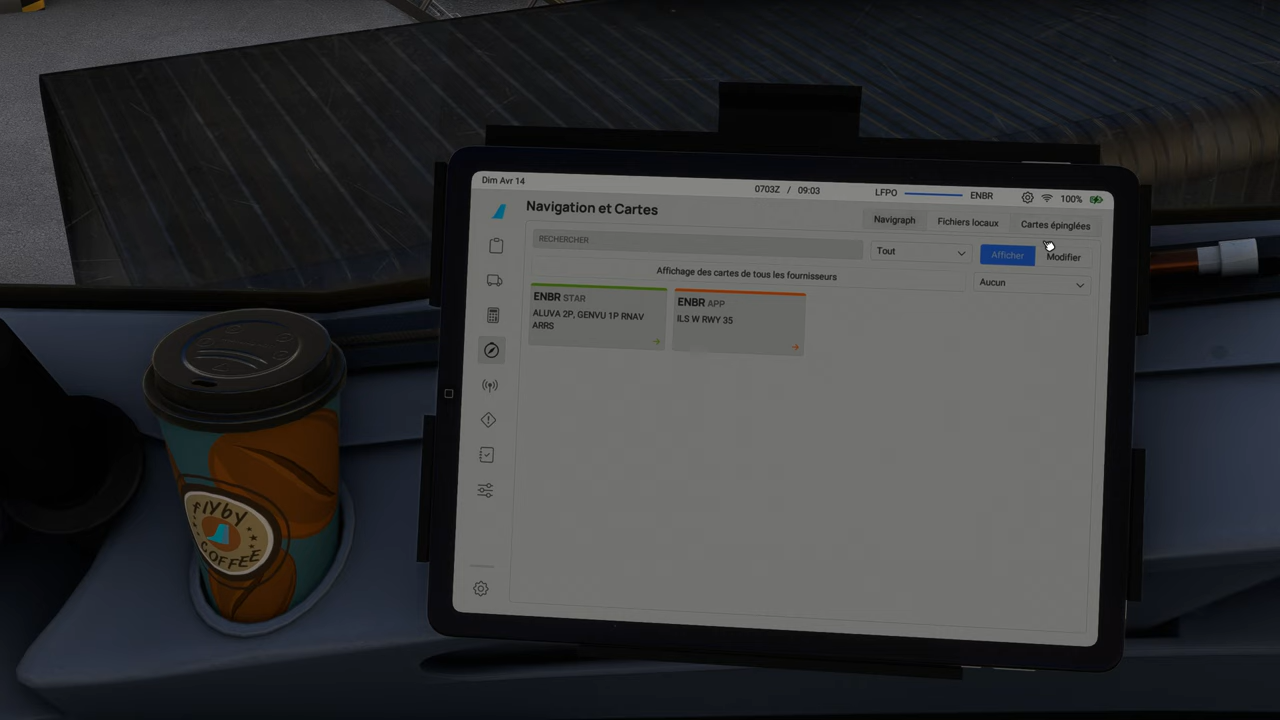 Dim Avr 14
0703Z / 09:03
LFPO
ENBR
100%
Navigation et Cartes
Navigraph
Fichiers locaux
Cartes épinglées
RECHERCHER
Tout
Afficher
Modifier
Affichage des cartes de tous les fournisseurs
Aucun
ENBR STAR
ALUVA 2P, GENVU 1P RNAV
ARRS
ENBR APP
ILS W RWY 35
flyby
COFFEE